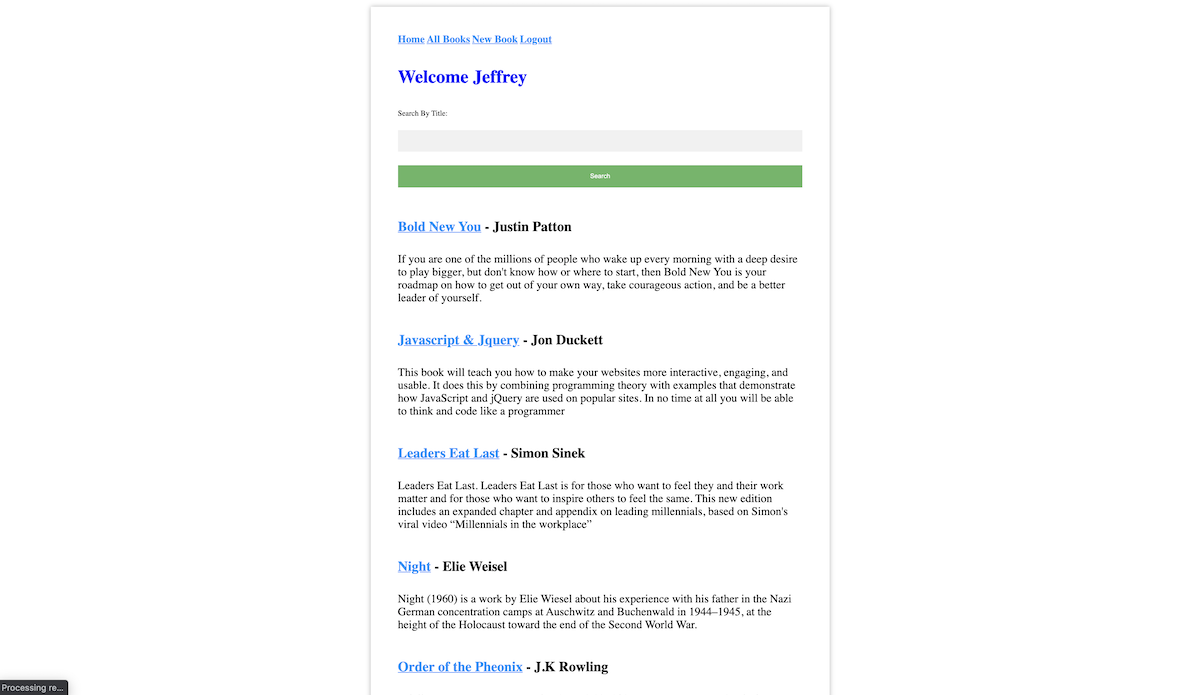 Home All Books New Book Logout
Welcome Jeffrey
Search By Title:
Search
Bold New You - Justin Patton
If you are one of the millions of people who wake up every morning with a deep desire
to play bigger, but don't know how or where to start, then Bold New You is your
roadmap on how to get out of your own way, take courageous action, and be a better
leader of yourself.
Javascript & Jquery - Jon Duckett
This book will teach you how to make your websites more interactive, engaging, and
usable. It does this by combining programming theory with examples that demonstrate
how JavaScript and jQuery are used on popular sites. In no time at all you will be able
to think and code like a programmer
Leaders Eat Last - Simon Sinek
Leaders Eat Last. Leaders Eat Last is for those who want to feel they and their work
matter and for those who want to inspire others to feel the same. This new edition
includes an expanded chapter and appendix on leading millennials, based on Simon's
viral video “Millennials in the workplace”
Night - Elie Weisel
Night (1960) is a work by Elie Wiesel about his experience with his father in the Nazi
German concentration camps at Auschwitz and Buchenwald in 1944–1945, at the
height of the Holocaust toward the end of the Second World War.
Order of the Pheonix - J.K Rowling
Processing re...